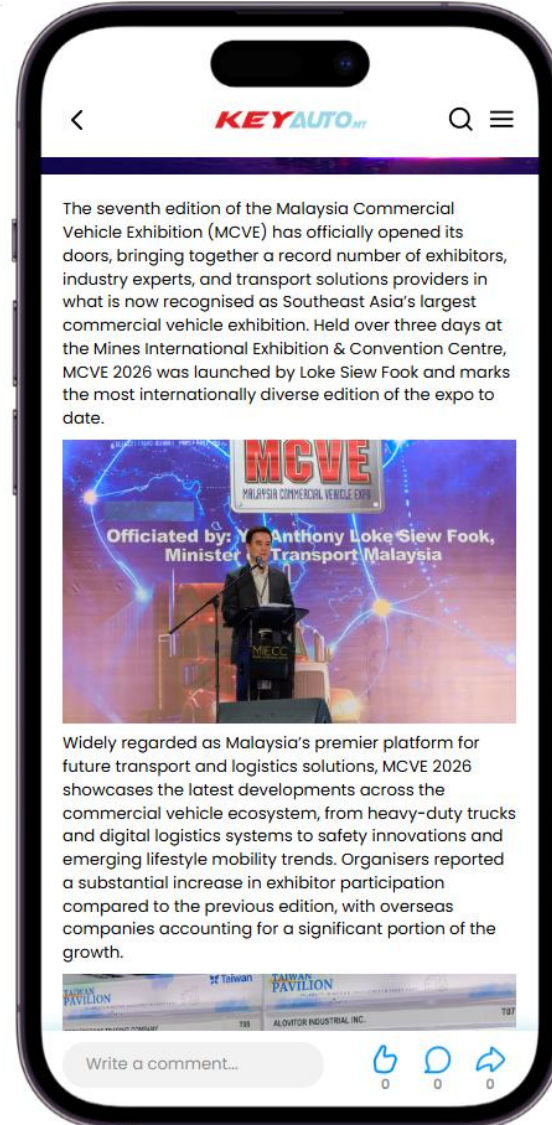 KEYAUTO.MY
The seventh edition of the Malaysia Commercial
Vehicle Exhibition (MCVE) has officially opened its
doors, bringing together a record number of exhibitors,
industry experts, and transport solutions providers in
what is now recognised as Southeast Asia's largest
commercial vehicle exhibition. Held over three days at
the Mines International Exhibition & Convention Centre,
MCVE 2026 was launched by Loke Siew Fook and marks
the most internationally diverse edition of the expo to
date.
MCVE
MALAYSIA COMMERCIAL VEHICLE EXPO
Officiated by: Anthony Loke Siew Fook,
Minister Transport Malaysia
MIECC
Widely regarded as Malaysia's premier platform for
future transport and logistics solutions, MCVE 2026
showcases the latest developments across the
commercial vehicle ecosystem, from heavy-duty trucks
and digital logistics systems to safety innovations and
emerging lifestyle mobility trends. Organisers reported
a substantial increase in exhibitor participation
compared to the previous edition, with overseas
companies accounting for a significant portion of the
growth.
TAIWAN
PAVILION
Taiwan
TAIWAN
PAVILION
T07
ALOVITOR INDUSTRIAL INC.
Write a comment...
0
0
0